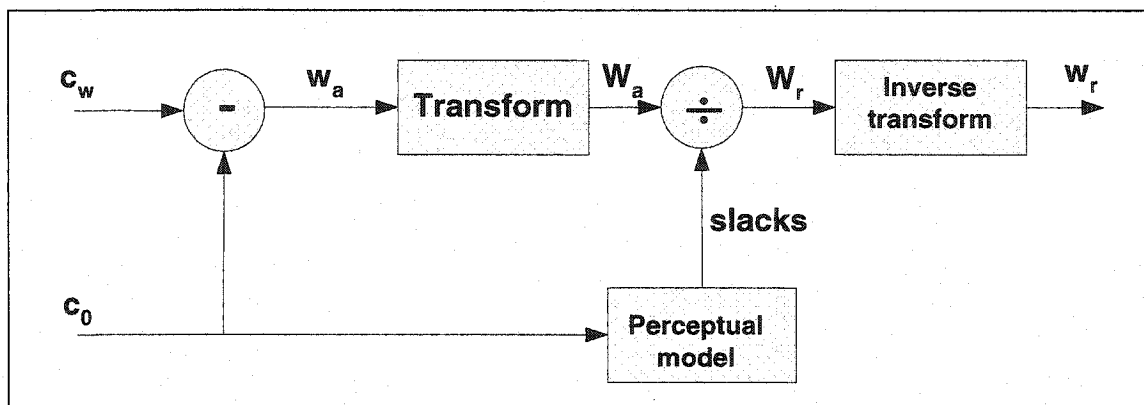 c_w
-
w_a
Transform
W_a
÷
W_r
Inverse
transform
w_r
slacks
c_0
Perceptual
model